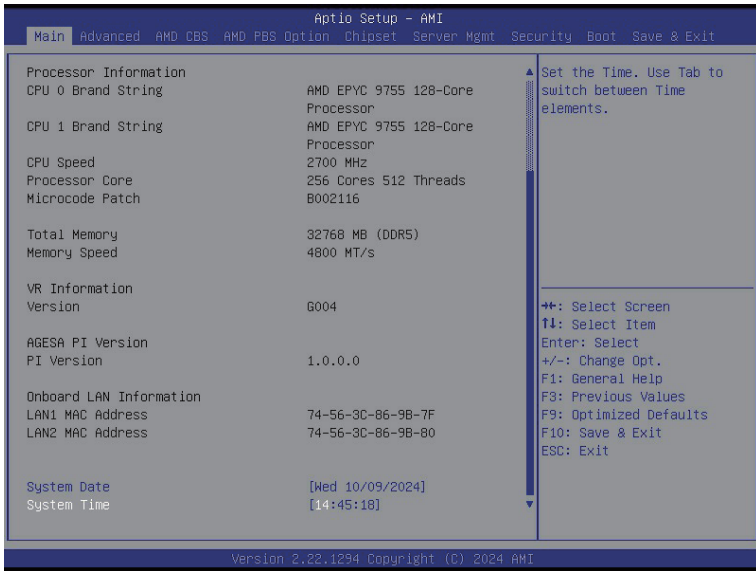 Aptio Setup – AMI
Main Advanced AMD CBS AMD PBS Option Chipset Server Mgmt Security Boot Save & Exit
Processor Information
CPU 0 Brand String AMD EPYC 9755 128-Core
Processor
CPU 1 Brand String AMD EPYC 9755 128-Core
Processor
CPU Speed 2700 MHz
Processor Core 256 Cores 512 Threads
Microcode Patch B002116
Total Memory 32768 MB (DDR5)
Memory Speed 4800 MT/s
VR Information
Version G004
AGESA PI Version
PI Version 1.0.0.0
Onboard LAN Information
LAN1 MAC Address 74-56-3C-86-9B-7F
LAN2 MAC Address 74-56-3C-86-9B-80
System Date [Wed 10/09/2024]
System Time [14:45:18]
Set the Time. Use Tab to
switch between Time
elements.
→←: Select Screen
↑↓: Select Item
Enter: Select
+/-: Change Opt.
F1: General Help
F3: Previous Values
F9: Optimized Defaults
F10: Save & Exit
ESC: Exit
Version 2.22.1294 Copyright (C) 2024 AMI